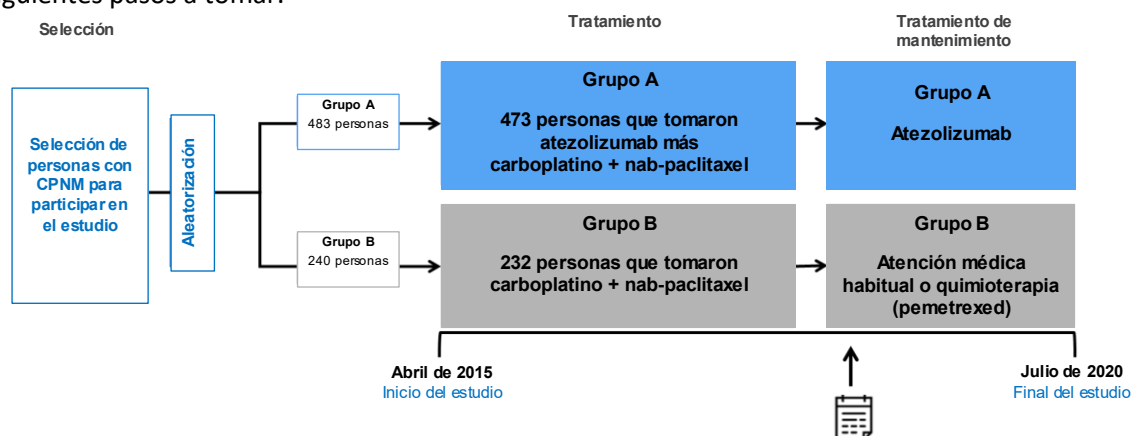 siguientes pasos a tomar:
Selección
Tratamiento
Tratamiento de
mantenimiento
Selección de
personas con
CPNM para
participar en
el estudio
Aleatorización
Grupo A
483 personas
Grupo A
473 personas que tomaron
atezolizumab más
carboplatino + nab-paclitaxel
Grupo A
Atezolizumab
Grupo B
240 personas
Grupo B
232 personas que tomaron
carboplatino + nab-paclitaxel
Grupo B
Atención médica
habitual o quimioterapia
(pemetrexed)
Abril de 2015
Inicio del estudio
Julio de 2020
Final del estudio